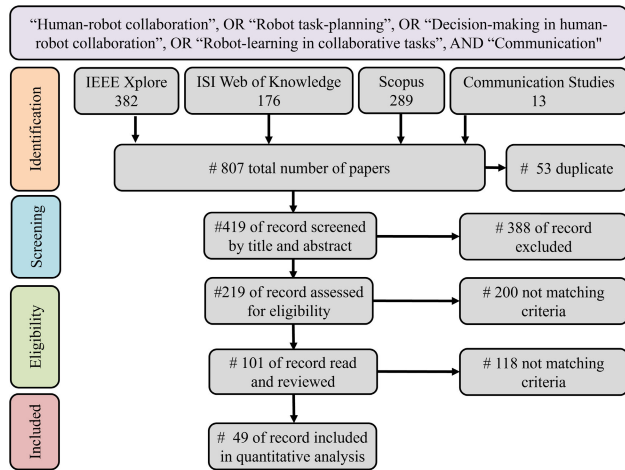 “Human-robot collaboration”, OR “Robot task-planning”, OR “Decision-making in human-
robot collaboration”, OR “Robot-learning in collaborative tasks”, AND “Communication"
Identification
IEEE Xplore
382
ISI Web of Knowledge
176
Scopus
289
Communication Studies
13
# 807 total number of papers
# 53 duplicate
Screening
#419 of record screened
by title and abstract
# 388 of record
excluded
Eligibility
#219 of record assessed
for eligibility
# 200 not matching
criteria
# 101 of record read
and reviewed
# 118 not matching
criteria
Included
# 49 of record included
in quantitative analysis